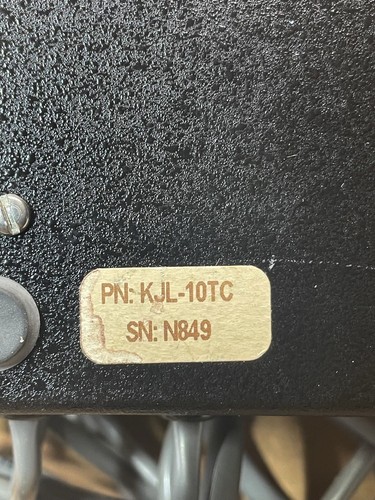 PN: KJL-10TC
SN: N849